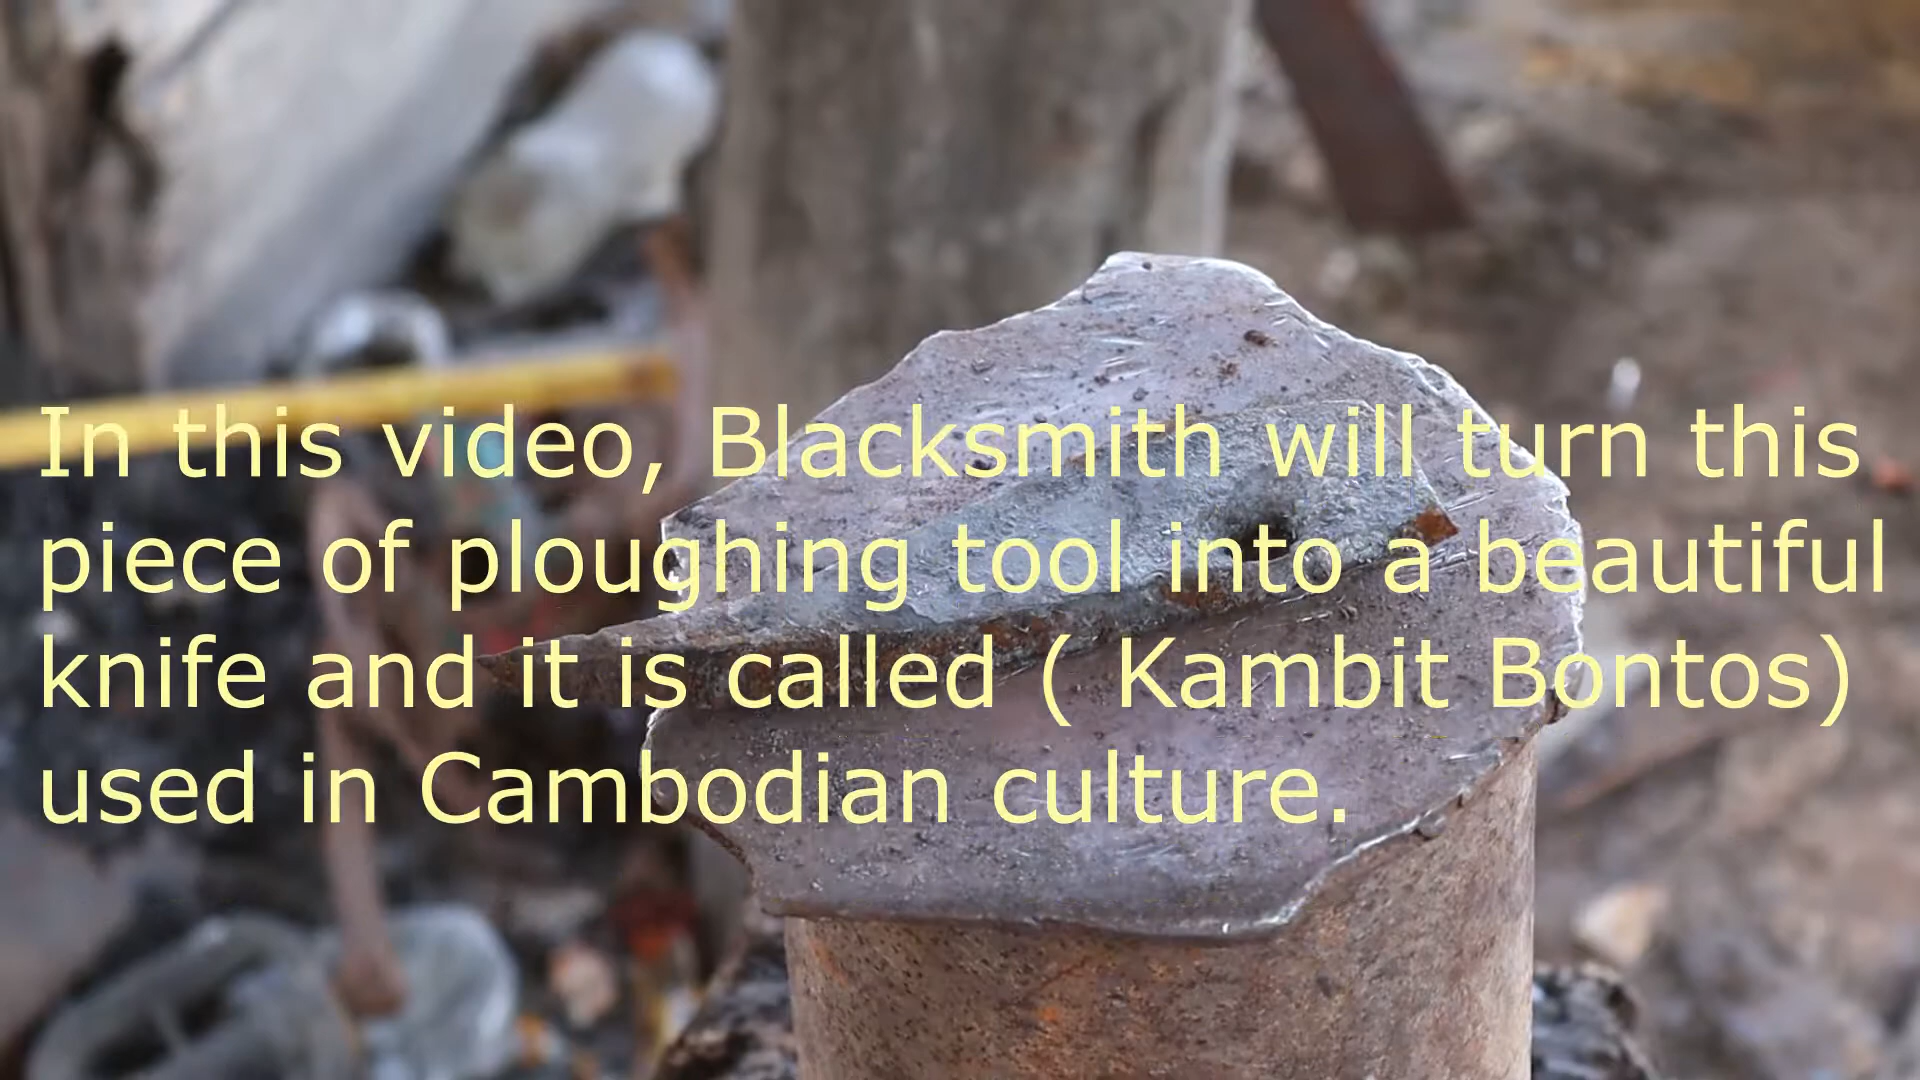 In this video, Blacksmith will turn this
piece of ploughing tool into a beautiful
knife and it is called ( Kambit Bontos)
used in Cambodian culture.